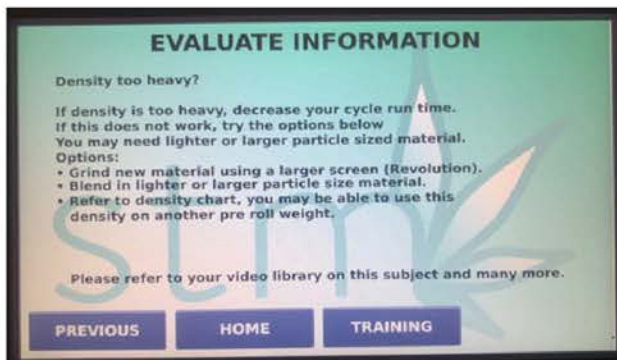 EVALUATE INFORMATION
Density too heavy?
If density is too heavy, decrease your cycle run time.
If this does not work, try the options below
You may need lighter or larger particle sized material.
Options:
• Grind new material using a larger screen (Revolution).
• Blend in lighter or larger particle size material.
• Refer to density chart, you may be able to use this
density on another pre roll weight.
stm
Please refer to your video library on this subject and many more.
PREVIOUS
HOME
TRAINING